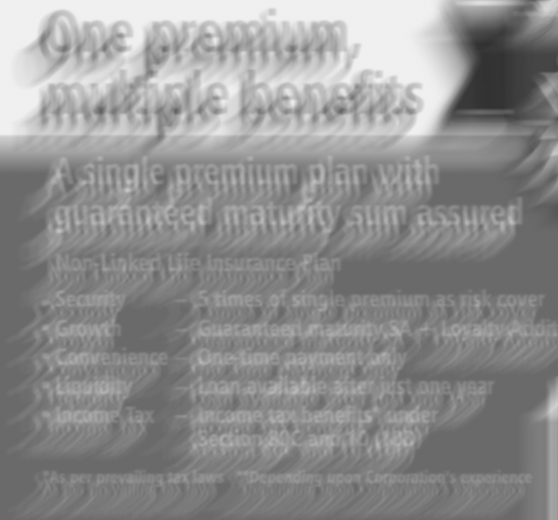 One premium,
multiple benefits
A single premium plan with
guaranteed maturity sum assured
Non-Linked Life Insurance Plan
• Security – 5 times of single premium as risk cover
• Growth – Guaranteed maturity SA + Loyalty Additi
• Convenience – One-time payment only
• Liquidity – Loan available after just one year
• Income Tax – Income tax benefits* under
Section 80C and 10 (10D)
*As per prevailing tax laws **Depending upon Corporation's experience